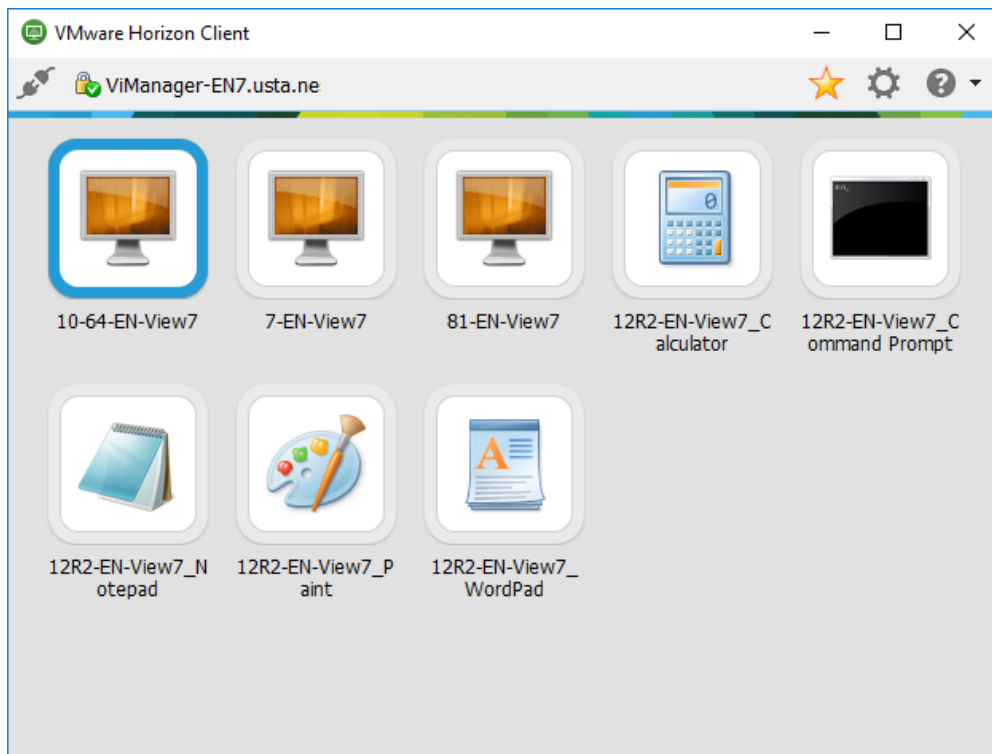 VMware Horizon Client
ViManager-EN7.usta.ne
10-64-EN-View7
7-EN-View7
81-EN-View7
12R2-EN-View7_C
alculator
12R2-EN-View7_C
ommand Prompt
12R2-EN-View7_N
otepad
12R2-EN-View7_P
aint
12R2-EN-View7_
WordPad